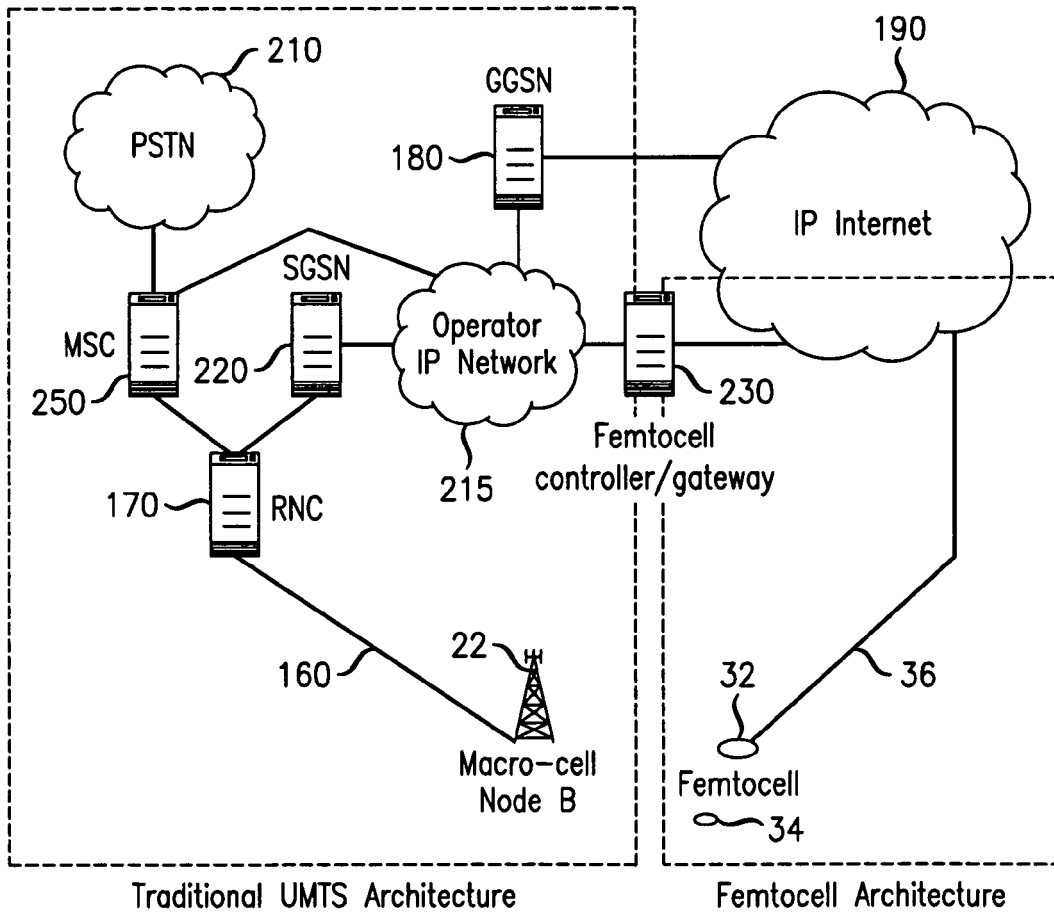 210
PSTN
GGSN
180
190
IP Internet
MSC
250
SGSN
220
Operator
IP Network
215
230
Femtocell
controller/gateway
170
RNC
160
22
Macro-cell
Node B
32
36
Femtocell
34
Traditional UMTS Architecture
Femtocell Architecture